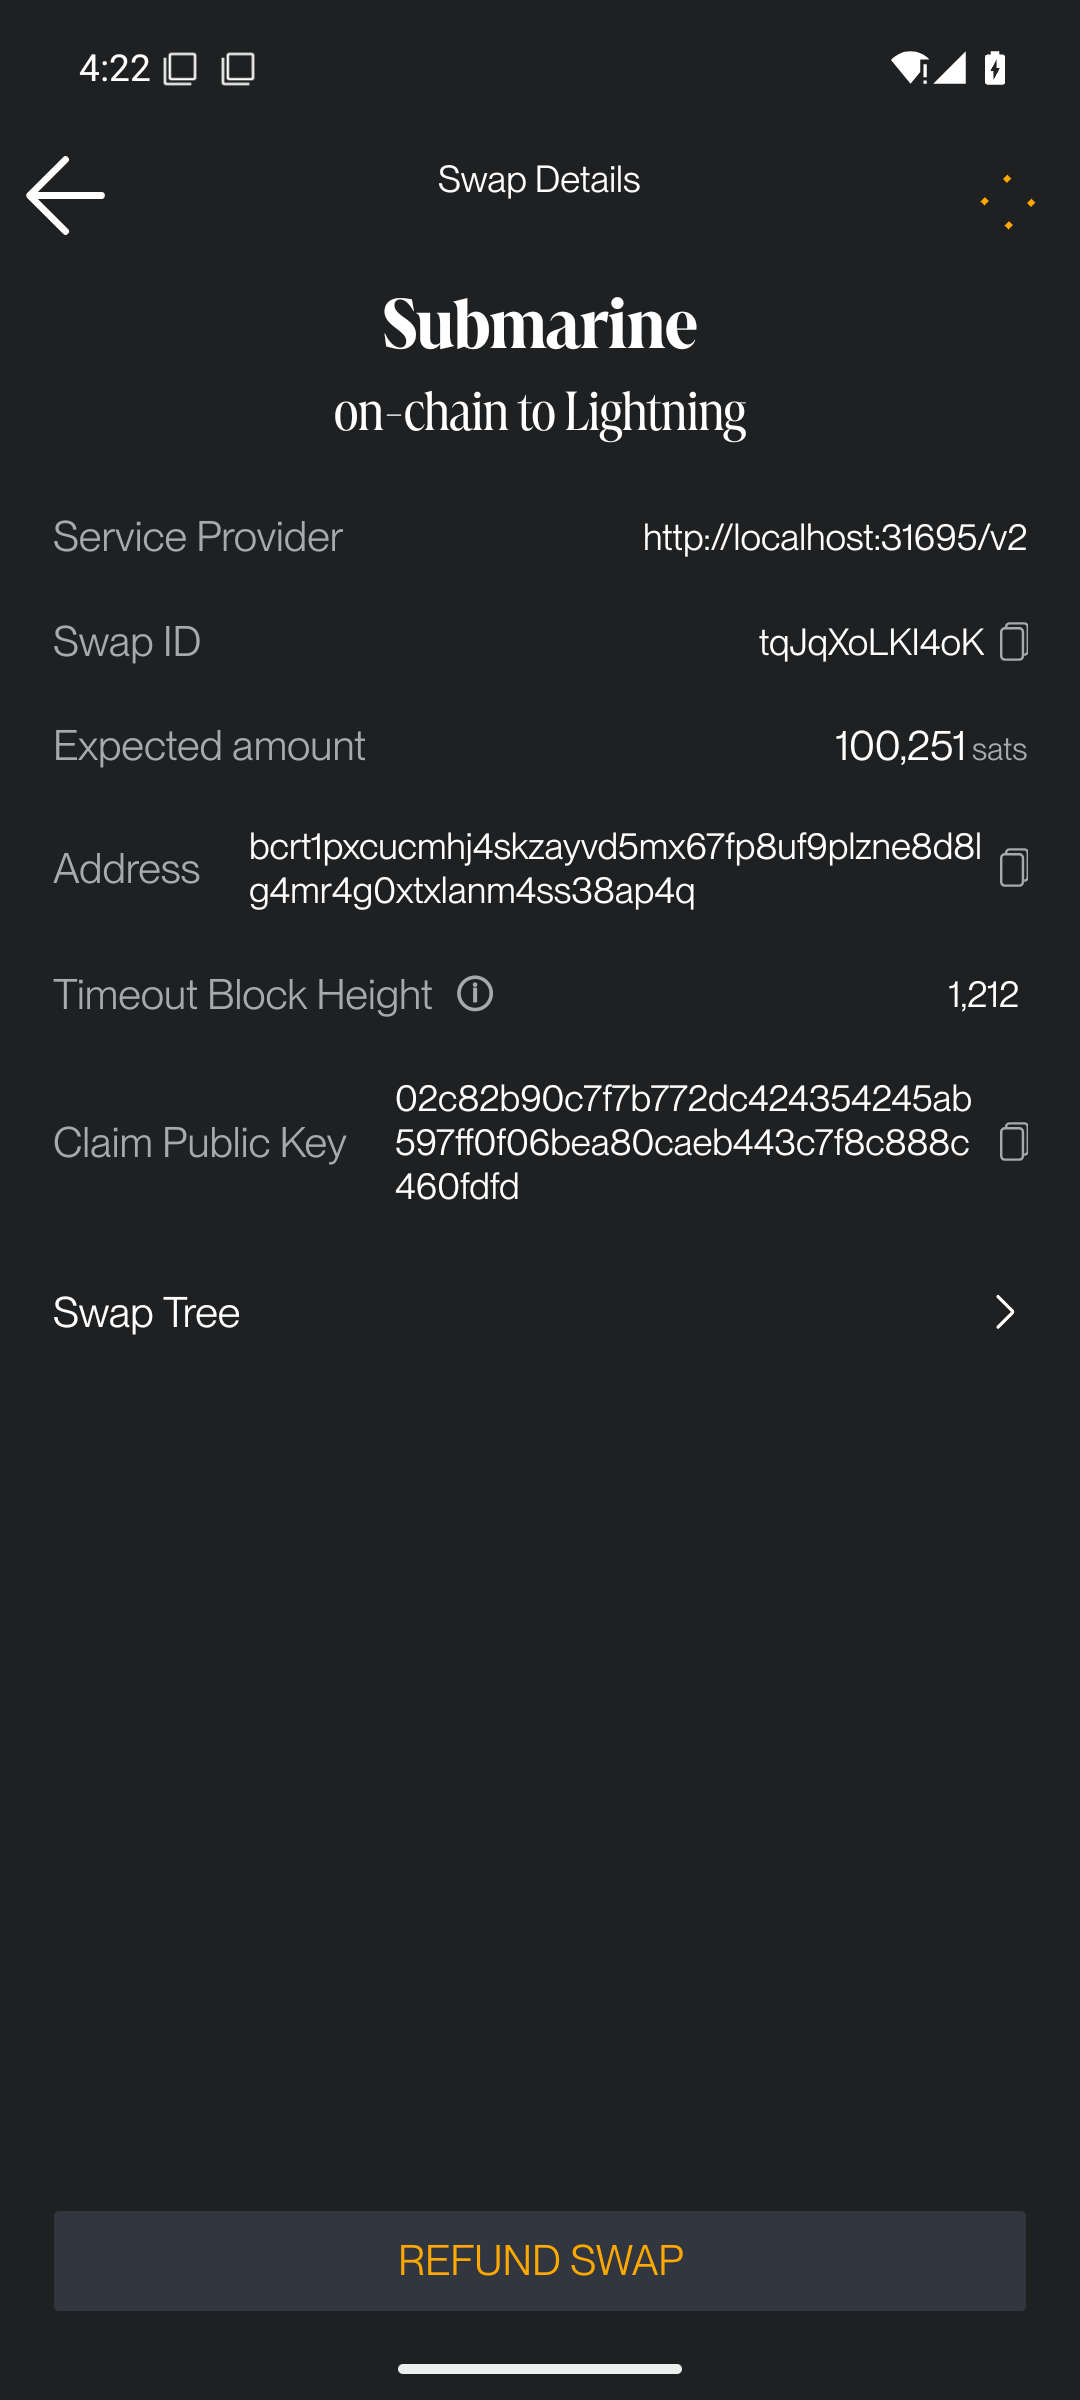 4:22
Swap Details
Submarine
on-chain to Lightning
Service Provider
http://localhost:31695/v2
Swap ID
tqJqXoLKl4oK
Expected amount
100,251 sats
Address
bcrt1pxcucmhj4skzayvd5mx67fp8uf9plzne8d8l
g4mr4g0xtxlanm4ss38ap4q
Timeout Block Height
1,212
Claim Public Key
02c82b90c7f7b772dc424354245ab
597ff0f06bea80caeb443c7f8c888c
460fdfd
Swap Tree
REFUND SWAP